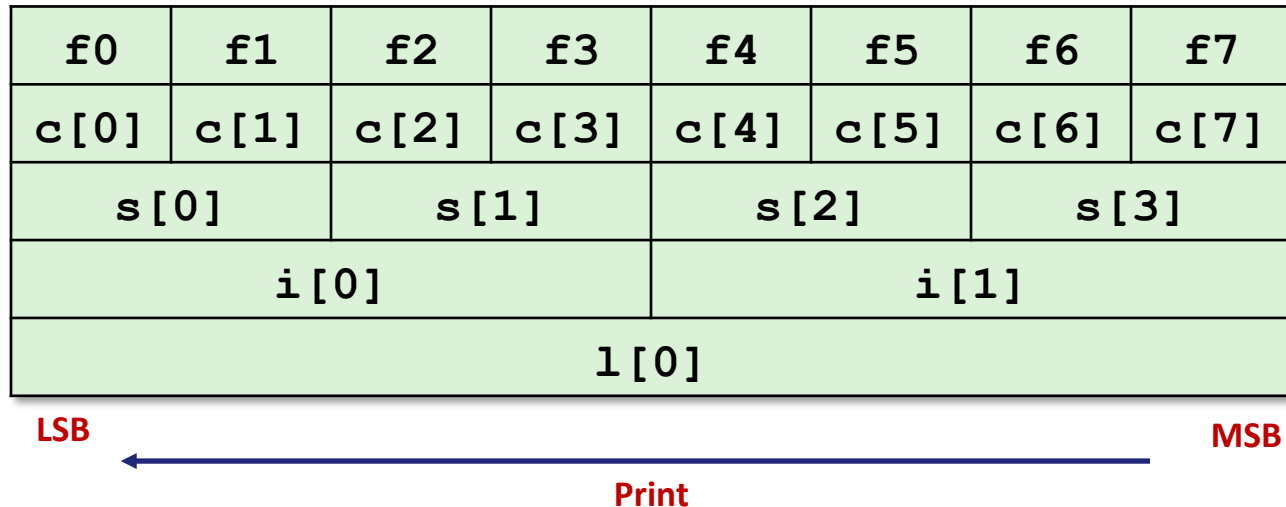 f0 f1 f2 f3 f4 f5 f6 f7
c[0] c[1] c[2] c[3] c[4] c[5] c[6] c[7]
s[0] s[1] s[2] s[3]
i[0] i[1]
l[0]
LSB MSB
Print